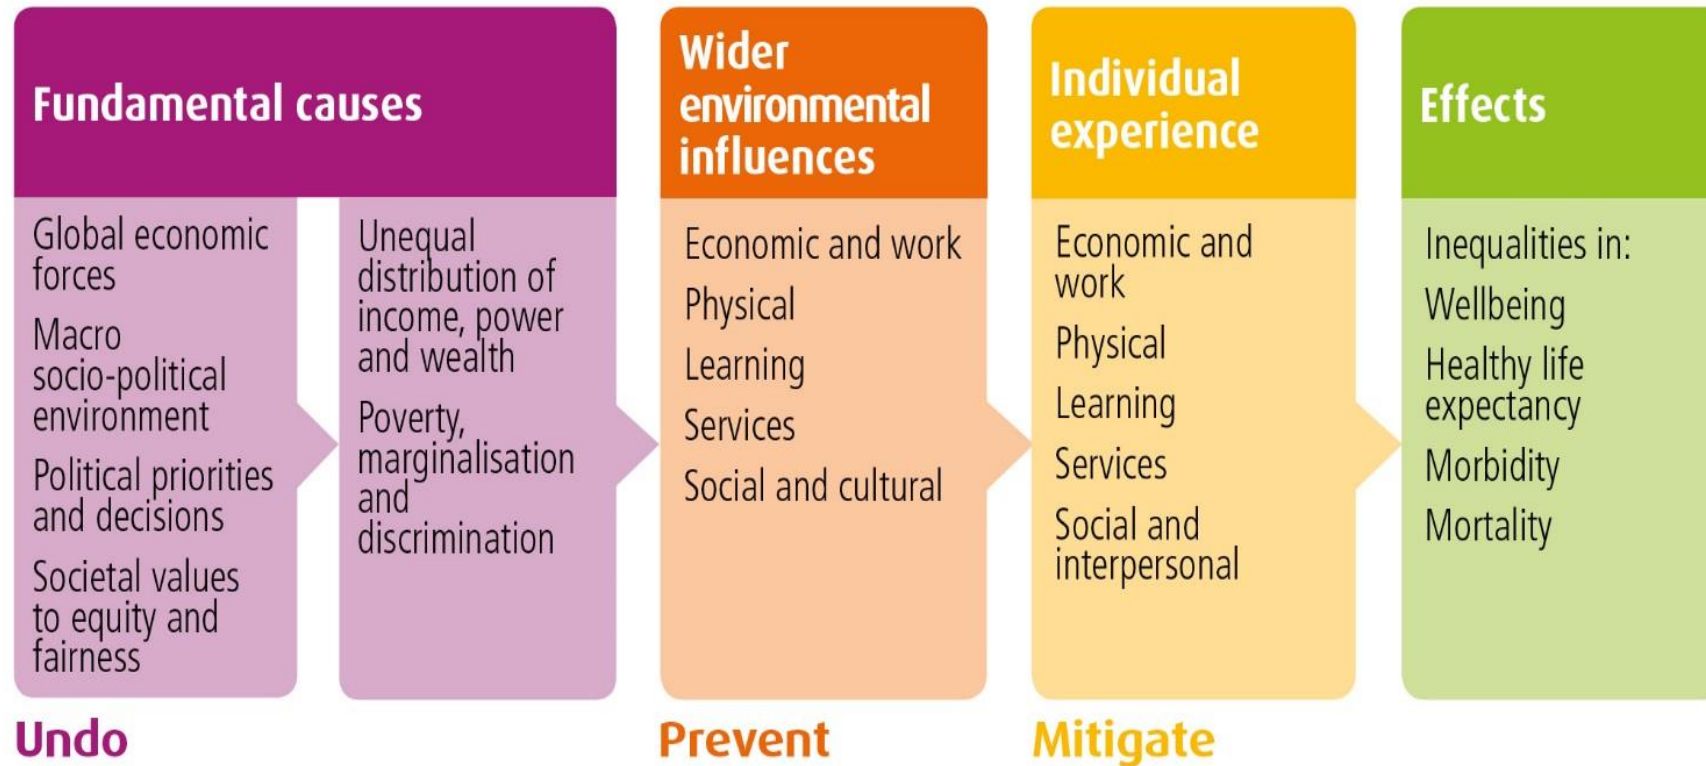 Fundamental causes
Global economic
forces
Macro
socio-political
environment
Political priorities
and decisions
Societal values
to equity and
fairness
Unequal
distribution of
income, power
and wealth
Poverty,
marginalisation
and
discrimination
Undo
Wider
environmental
influences
Economic and work
Physical
Learning
Services
Social and cultural
Prevent
Individual
experience
Economic and
work
Physical
Learning
Services
Social and
interpersonal
Mitigate
Effects
Inequalities in:
Wellbeing
Healthy life
expectancy
Morbidity
Mortality